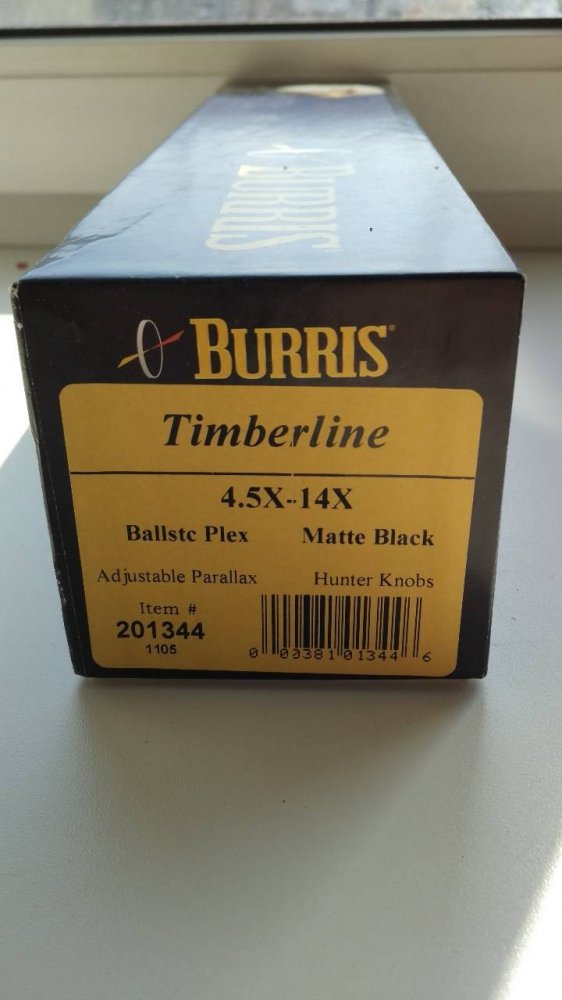 BURRIS
BURRIS®
Timberline
4.5X-14X
Ballstc Plex Matte Black
Adjustable Parallax Hunter Knobs
Item #
201344
1105
0 00381 01344 6